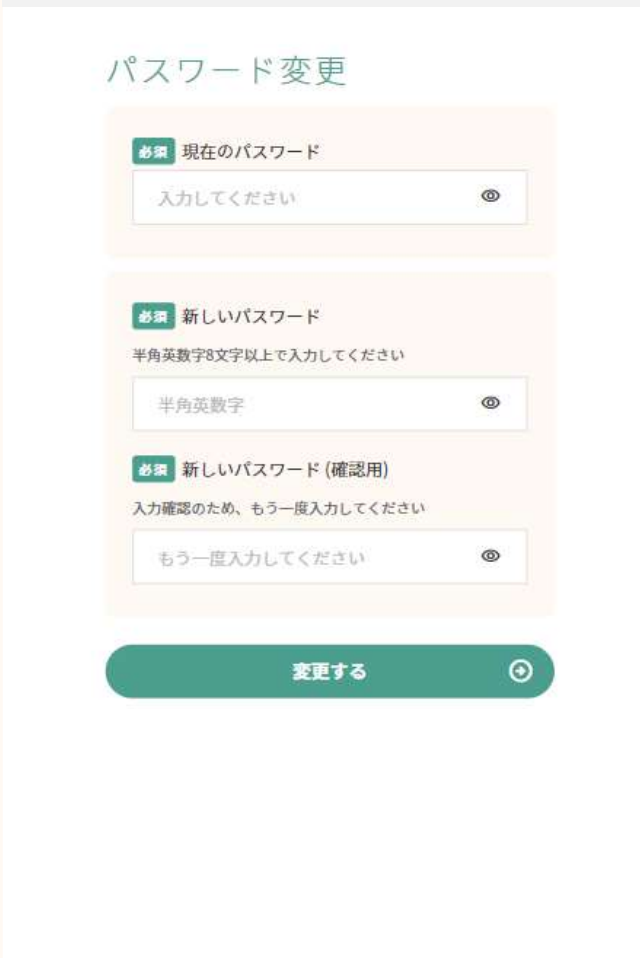 パスワード変更
必須 現在のパスワード
入力してください
必須 新しいパスワード
半角英数字8文字以上で入力してください
半角英数字
必須 新しいパスワード (確認用)
入力確認のため、もう一度入力してください
もう一度入力してください
変更する